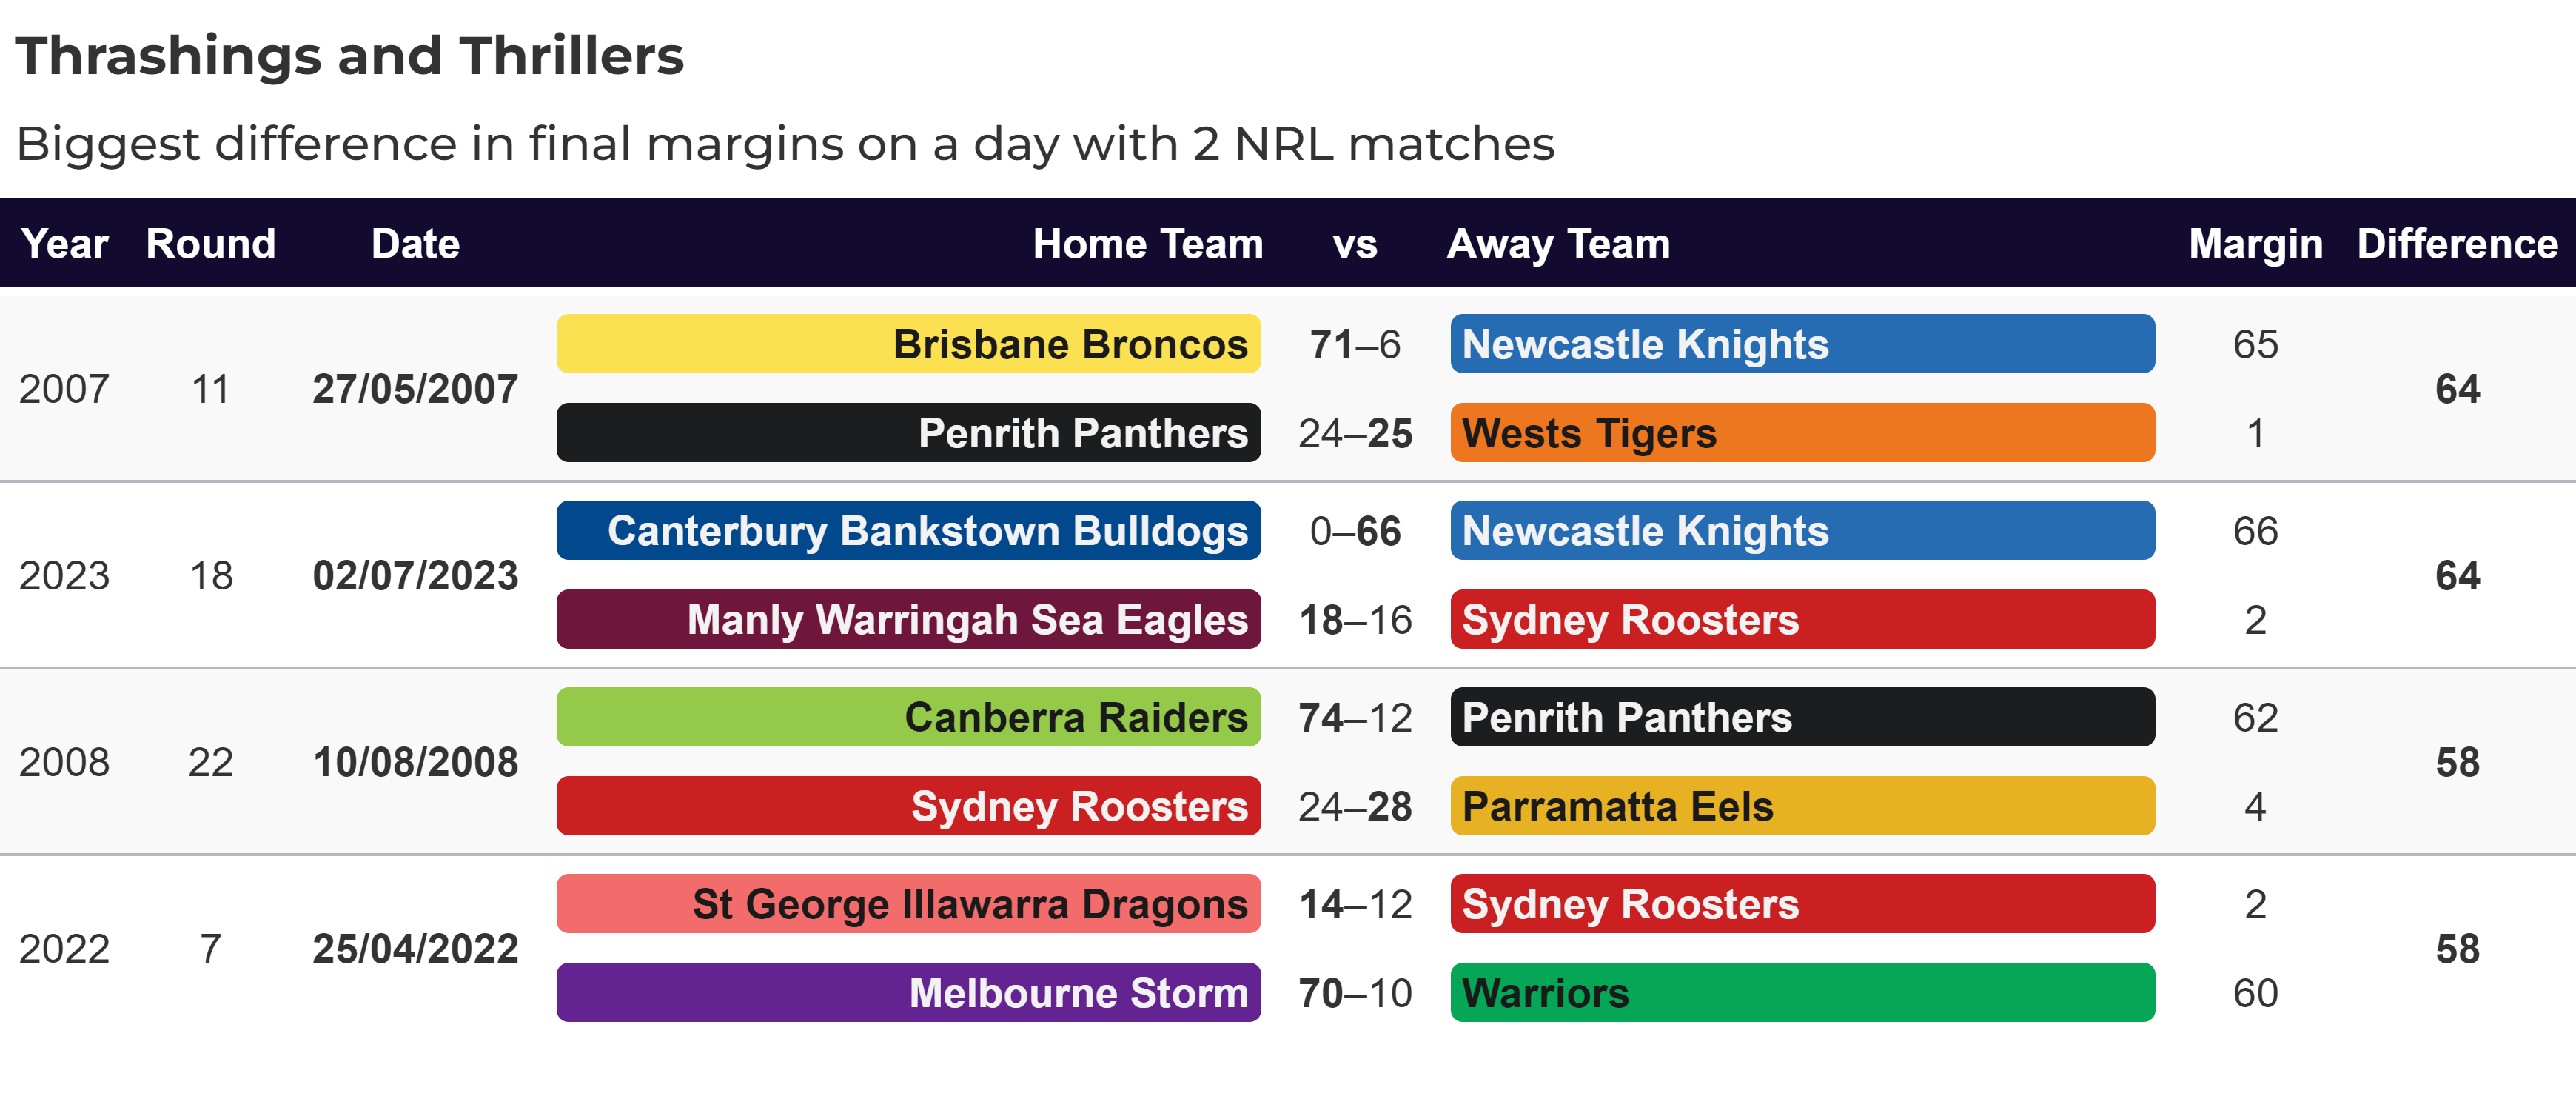 Thrashings and Thrillers
Biggest difference in final margins on a day with 2 NRL matches
Year Round Date Home Team vs Away Team Margin Difference
Brisbane Broncos 71–6 Newcastle Knights 65
2007 11 27/05/2007 64
Penrith Panthers 24–25 Wests Tigers 1
Canterbury Bankstown Bulldogs 0–66 Newcastle Knights 66
2023 18 02/07/2023 64
Manly Warringah Sea Eagles 18–16 Sydney Roosters 2
Canberra Raiders 74–12 Penrith Panthers 62
2008 22 10/08/2008 58
Sydney Roosters 24–28 Parramatta Eels 4
St George Illawarra Dragons 14–12 Sydney Roosters 2
2022 7 25/04/2022 58
Melbourne Storm 70–10 Warriors 60